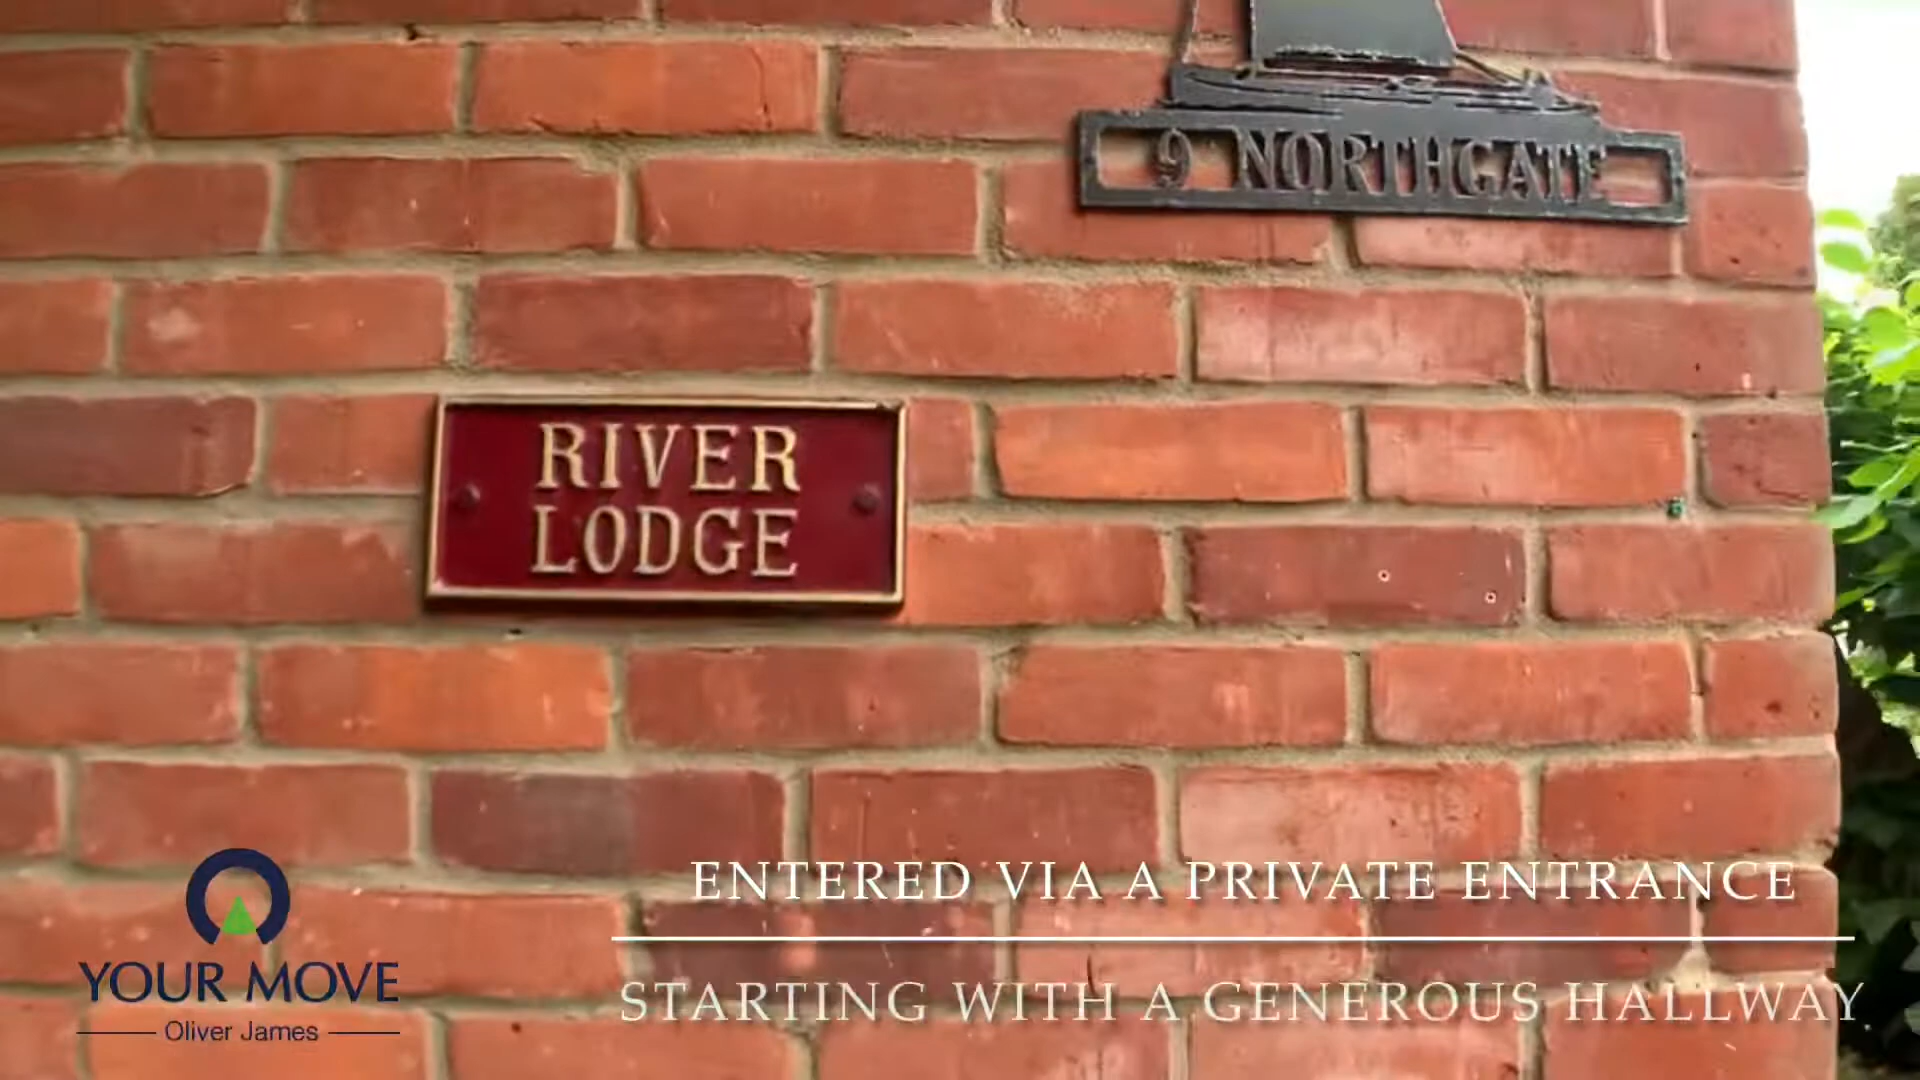 9 NORTHGATE
RIVER
LODGE
ENTERED VIA A PRIVATE ENTRANCE
STARTING WITH A GENEROUS HALLWAY
YOUR MOVE
Oliver James